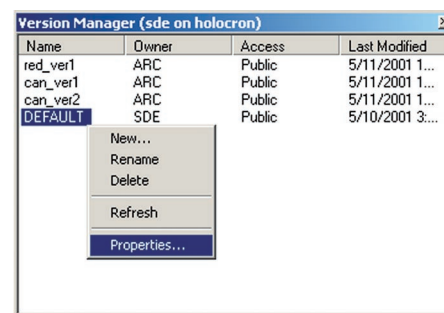 Version Manager (sde on holocron)
Name Owner Access Last Modified
red_ver1 ARC Public 5/11/2001 1...
can_ver1 ARC Public 5/11/2001 1...
can_ver2 ARC Public 5/11/2001 1...
DEFAULT SDE Public 5/10/2001 3:...
New...
Rename
Delete
Refresh
Properties...